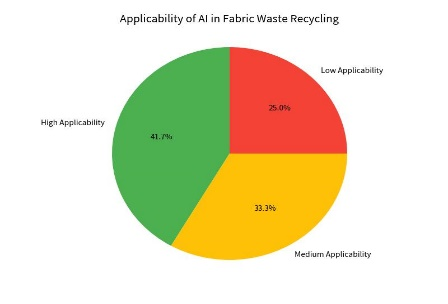 Applicability of AI in Fabric Waste Recycling
Low Applicability
25.0%
High Applicability
41.7%
33.3%
Medium Applicability